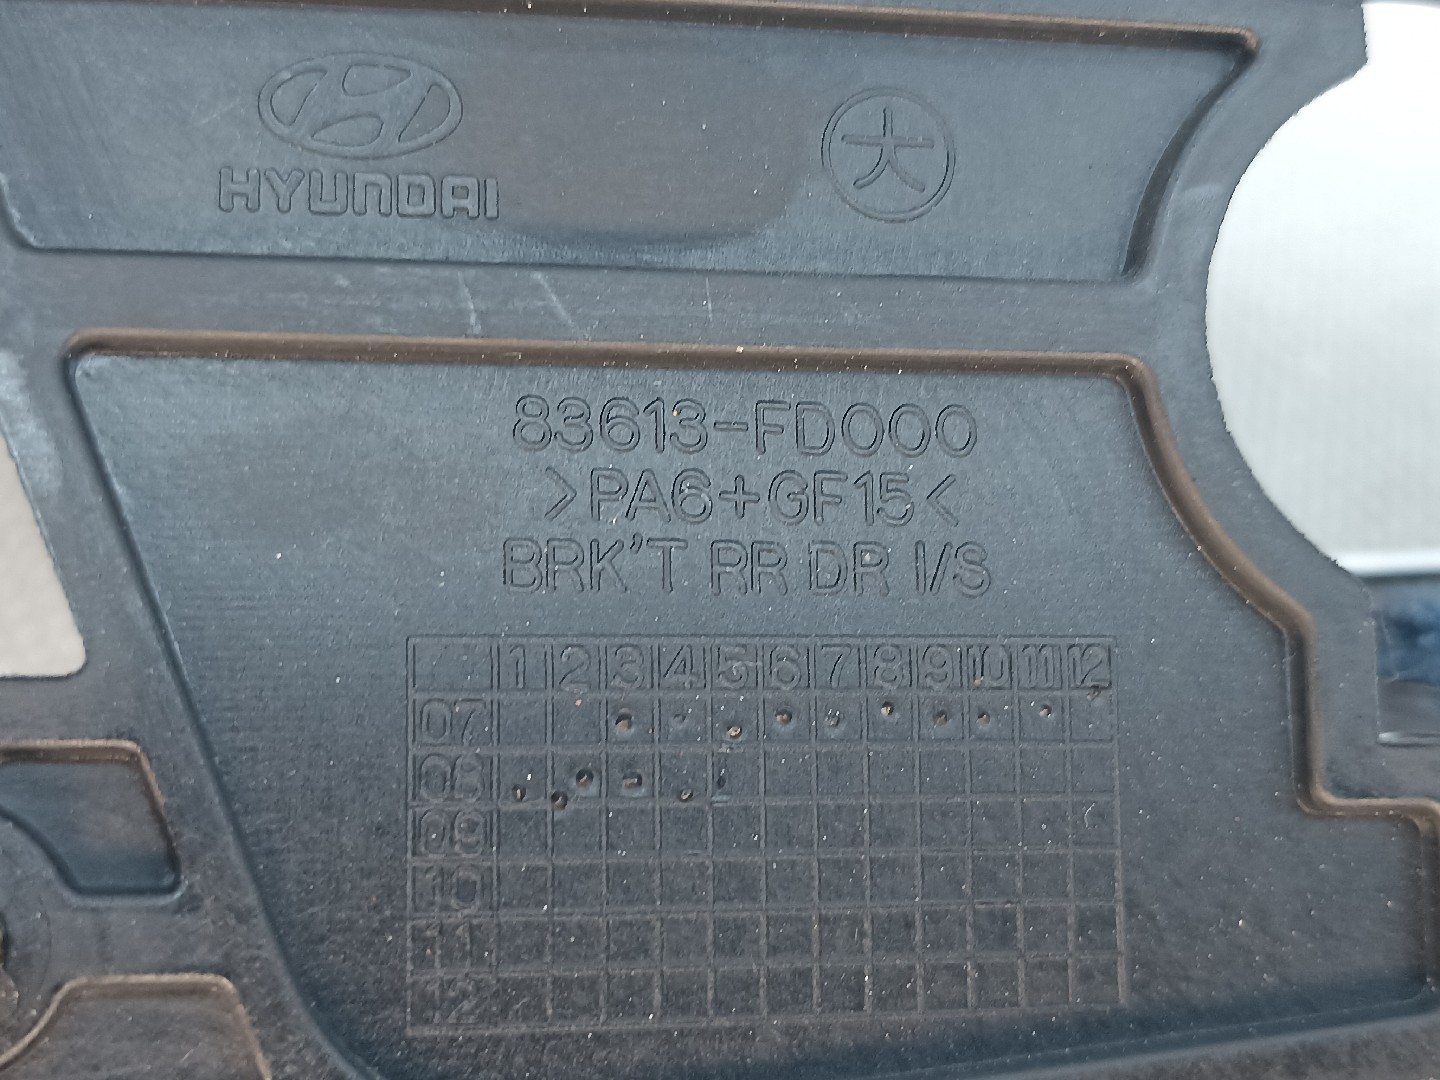 HYUNDAI
大
83613-FD000
>PA6+GF15<
BRK'T RR DR I/S
1 2 3 4 5 6 7 8 9 10 11 12
07
08
09
10
11
12